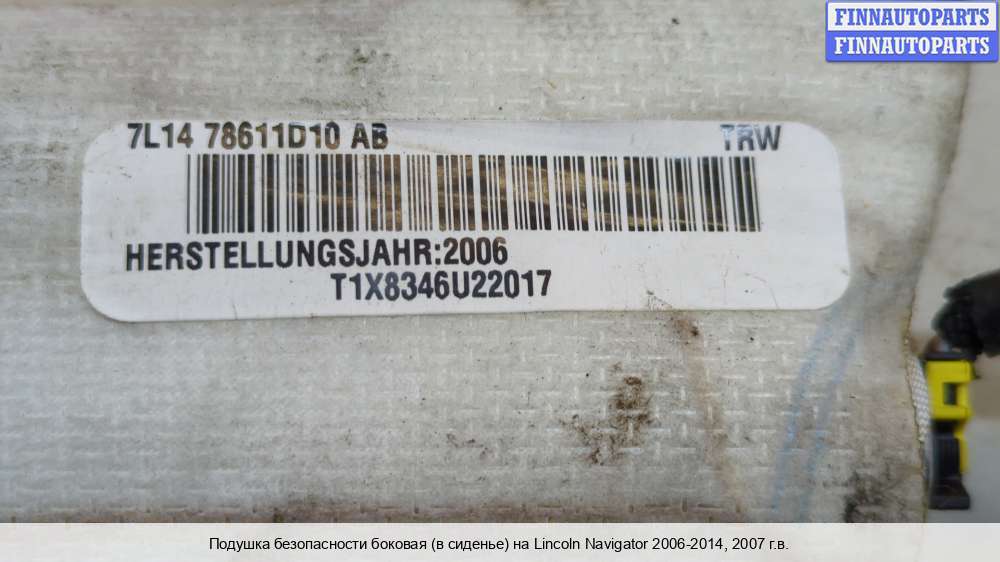 FINNAUTOPARTS
FINNAUTOPARTS
7L14 78611D10 AB TRW
HERSTELLUNGSJAHR:2006
T1X8346U22017
Подушка безопасности боковая (в сиденье) на Lincoln Navigator 2006-2014, 2007 г.в.